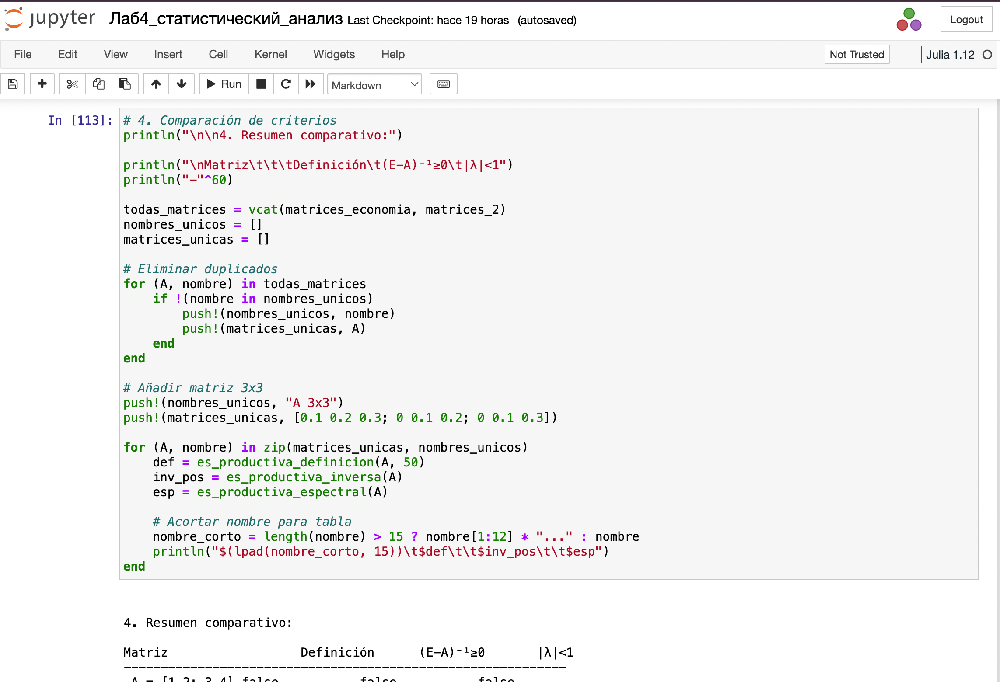 jupyter Лаб4_статистический_анализ Last Checkpoint: hace 19 horas (autosaved) Logout
File Edit View Insert Cell Kernel Widgets Help Not Trusted Julia 1.12
Run Markdown
In [113]: # 4. Comparación de criterios
println("\n\n4. Resumen comparativo:")
println("\nMatriz\t\t\tDefinición\t(E-A)⁻¹≥0\t|λ|<1")
println("-"^60)
todas_matrices = vcat(matrices_economia, matrices_2)
nombres_unicos = []
matrices_unicas = []
# Eliminar duplicados
for (A, nombre) in todas_matrices
    if !(nombre in nombres_unicos)
        push!(nombres_unicos, nombre)
        push!(matrices_unicas, A)
    end
end
# Añadir matriz 3x3
push!(nombres_unicos, "A 3x3")
push!(matrices_unicas, [0.1 0.2 0.3; 0 0.1 0.2; 0 0.1 0.3])
for (A, nombre) in zip(matrices_unicas, nombres_unicos)
    def = es_productiva_definicion(A, 50)
    inv_pos = es_productiva_inversa(A)
    esp = es_productiva_espectral(A)
    # Acortar nombre para tabla
    nombre_corto = length(nombre) > 15 ? nombre[1:12] * "..." : nombre
    println("$(lpad(nombre_corto, 15))\t$def\t\t$inv_pos\t\t$esp")
end
4. Resumen comparativo:
Matriz Definición (E-A)⁻¹≥0 |λ|<1
------------------------------------------------------------
A = [1 2; 3 4] false false false